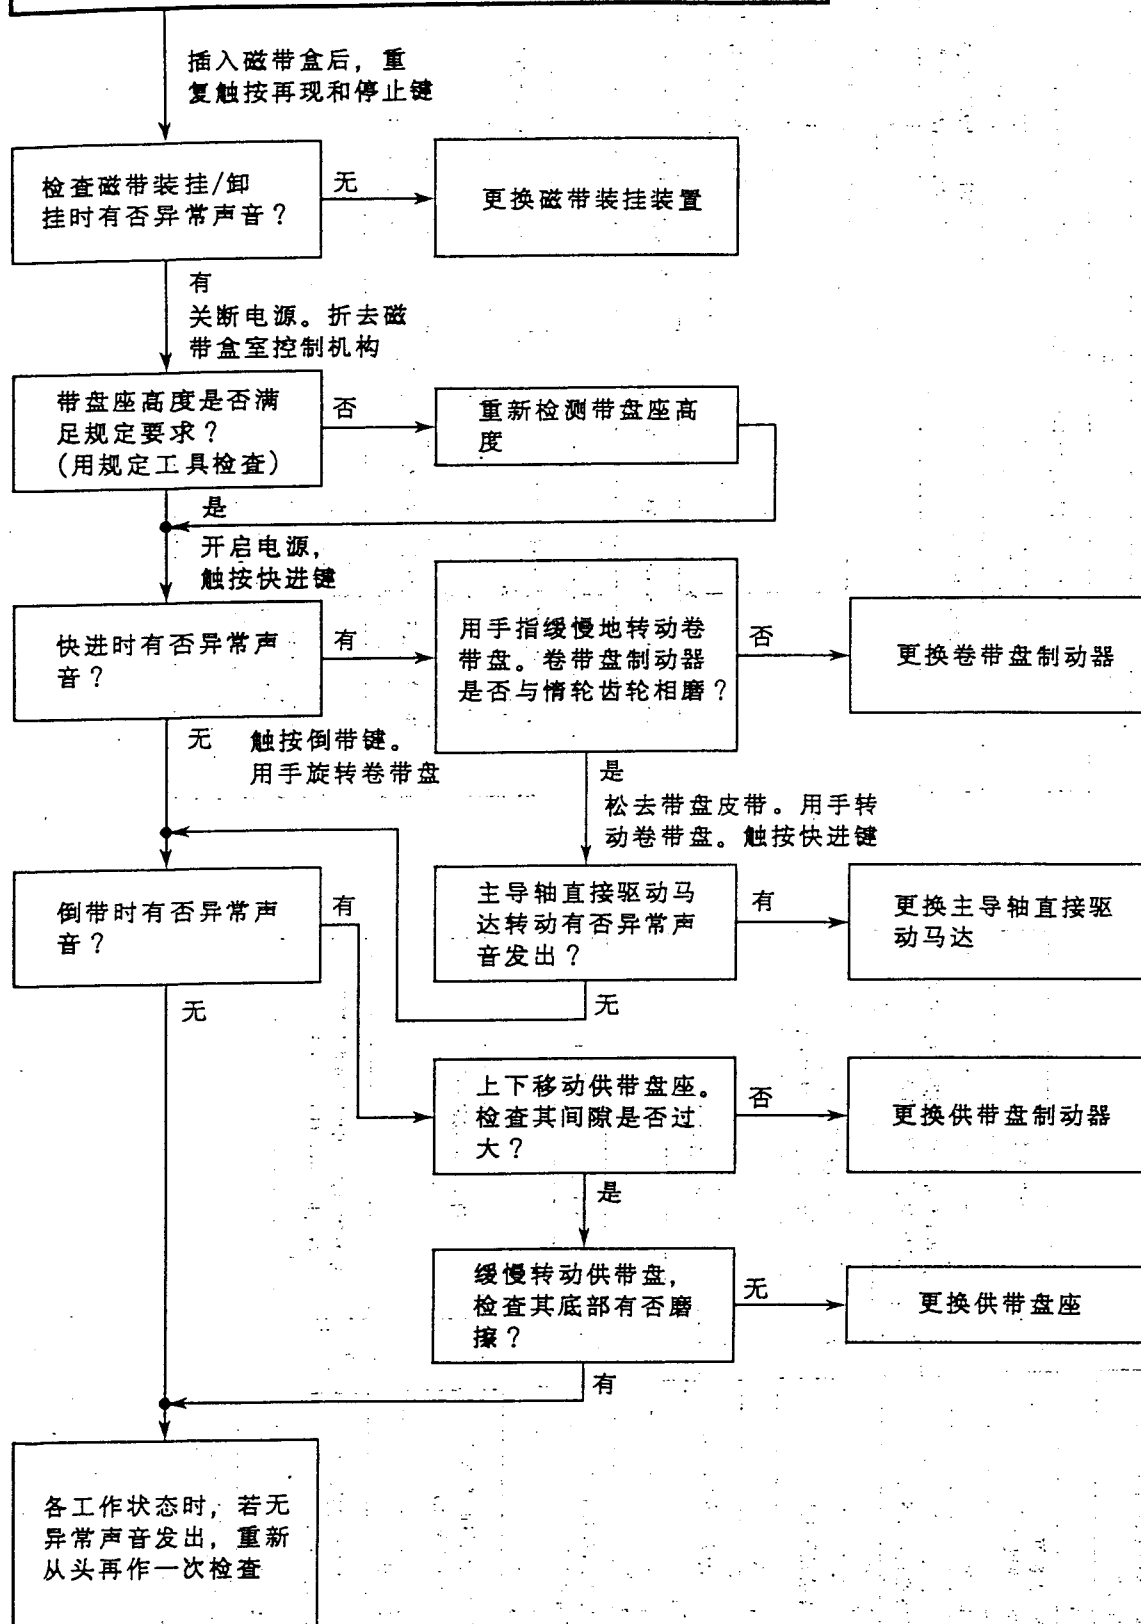 插入磁带盒后，重
复触按再现和停止键
检查磁带装挂/卸
挂时有否异常声音？
无
更换磁带装挂装置
有
关断电源。折去磁
带盒室控制机构
带盘座高度是否满
足规定要求？
(用规定工具检查)
否
重新检测带盘座高
度
是
开启电源，
触按快进键
快进时有否异常声
音？
有
用手指缓慢地转动卷
带盘。卷带盘制动器
是否与惰轮齿轮相磨？
否
更换卷带盘制动器
无
触按倒带键。
用手旋转卷带盘
是
松去带盘皮带。用手转
动卷带盘。触按快进键
倒带时有否异常声
音？
有
主导轴直接驱动马
达转动有否异常声
音发出？
有
更换主导轴直接驱
动马达
无
无
上下移动供带盘座。
检查其间隙是否过
大？
否
更换供带盘制动器
是
缓慢转动供带盘，
检查其底部有否磨
擦？
无
更换供带盘座
有
各工作状态时，若无
异常声音发出，重新
从头再作一次检查